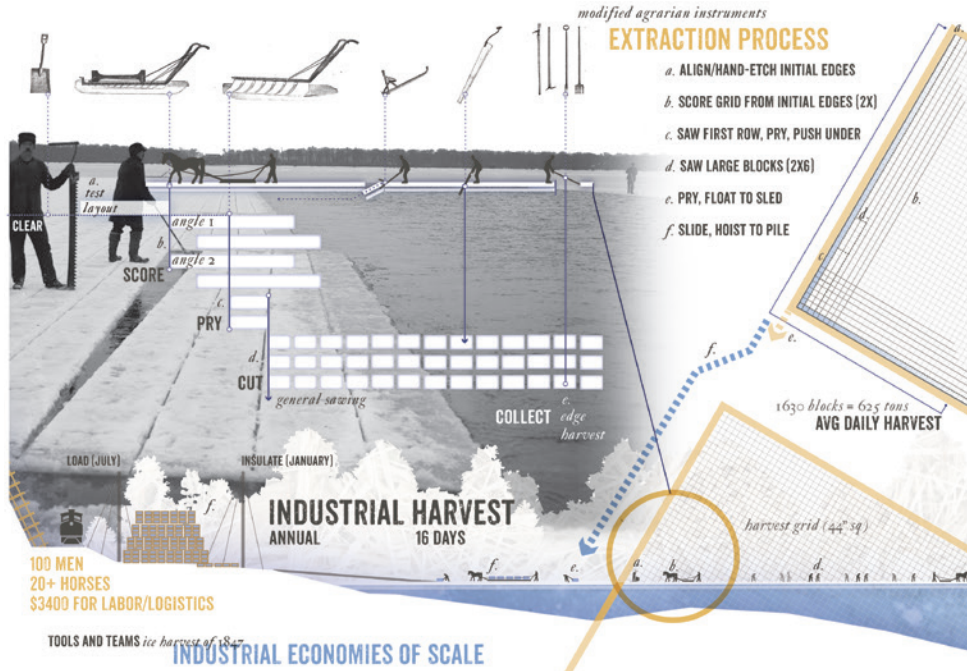 modified agrarian instruments
EXTRACTION PROCESS
a. ALIGN/HAND-ETCH INITIAL EDGES
b. SCORE GRID FROM INITIAL EDGES (2X)
c. SAW FIRST ROW, PRY, PUSH UNDER
d. SAW LARGE BLOCKS (2X6)
e. PRY, FLOAT TO SLED
f. SLIDE, HOIST TO PILE
a.
b.
d.
c
e.
f.
a.
test
layout
CLEAR
angle 1
b.
angle 2
SCORE
c.
PRY
d.
CUT
general sawing
COLLECT
e.
edge
harvest
1630 blocks = 625 tons
AVG DAILY HARVEST
LOAD (JULY)
INSULATE (JANUARY)
f.
INDUSTRIAL HARVEST
ANNUAL 16 DAYS
harvest grid (44" sq)
100 MEN
20+ HORSES
$3400 FOR LABOR/LOGISTICS
f.
e.
a.
b.
d.
TOOLS AND TEAMS ice harvest of 1847
INDUSTRIAL ECONOMIES OF SCALE